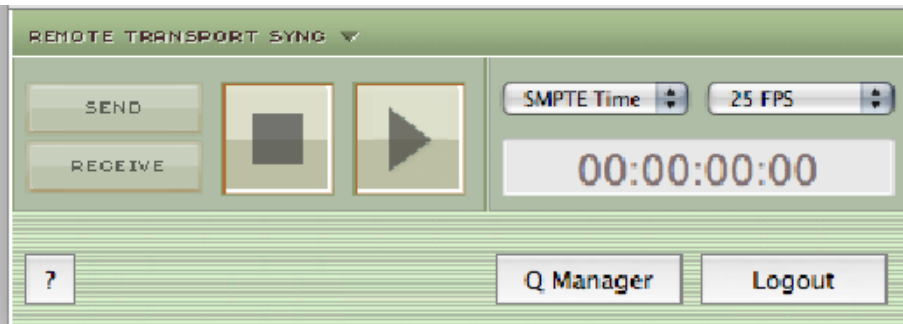 REMOTE TRANSPORT SYNC
SEND
RECEIVE
SMPTE Time
25 FPS
00:00:00:00
?
Q Manager
Logout